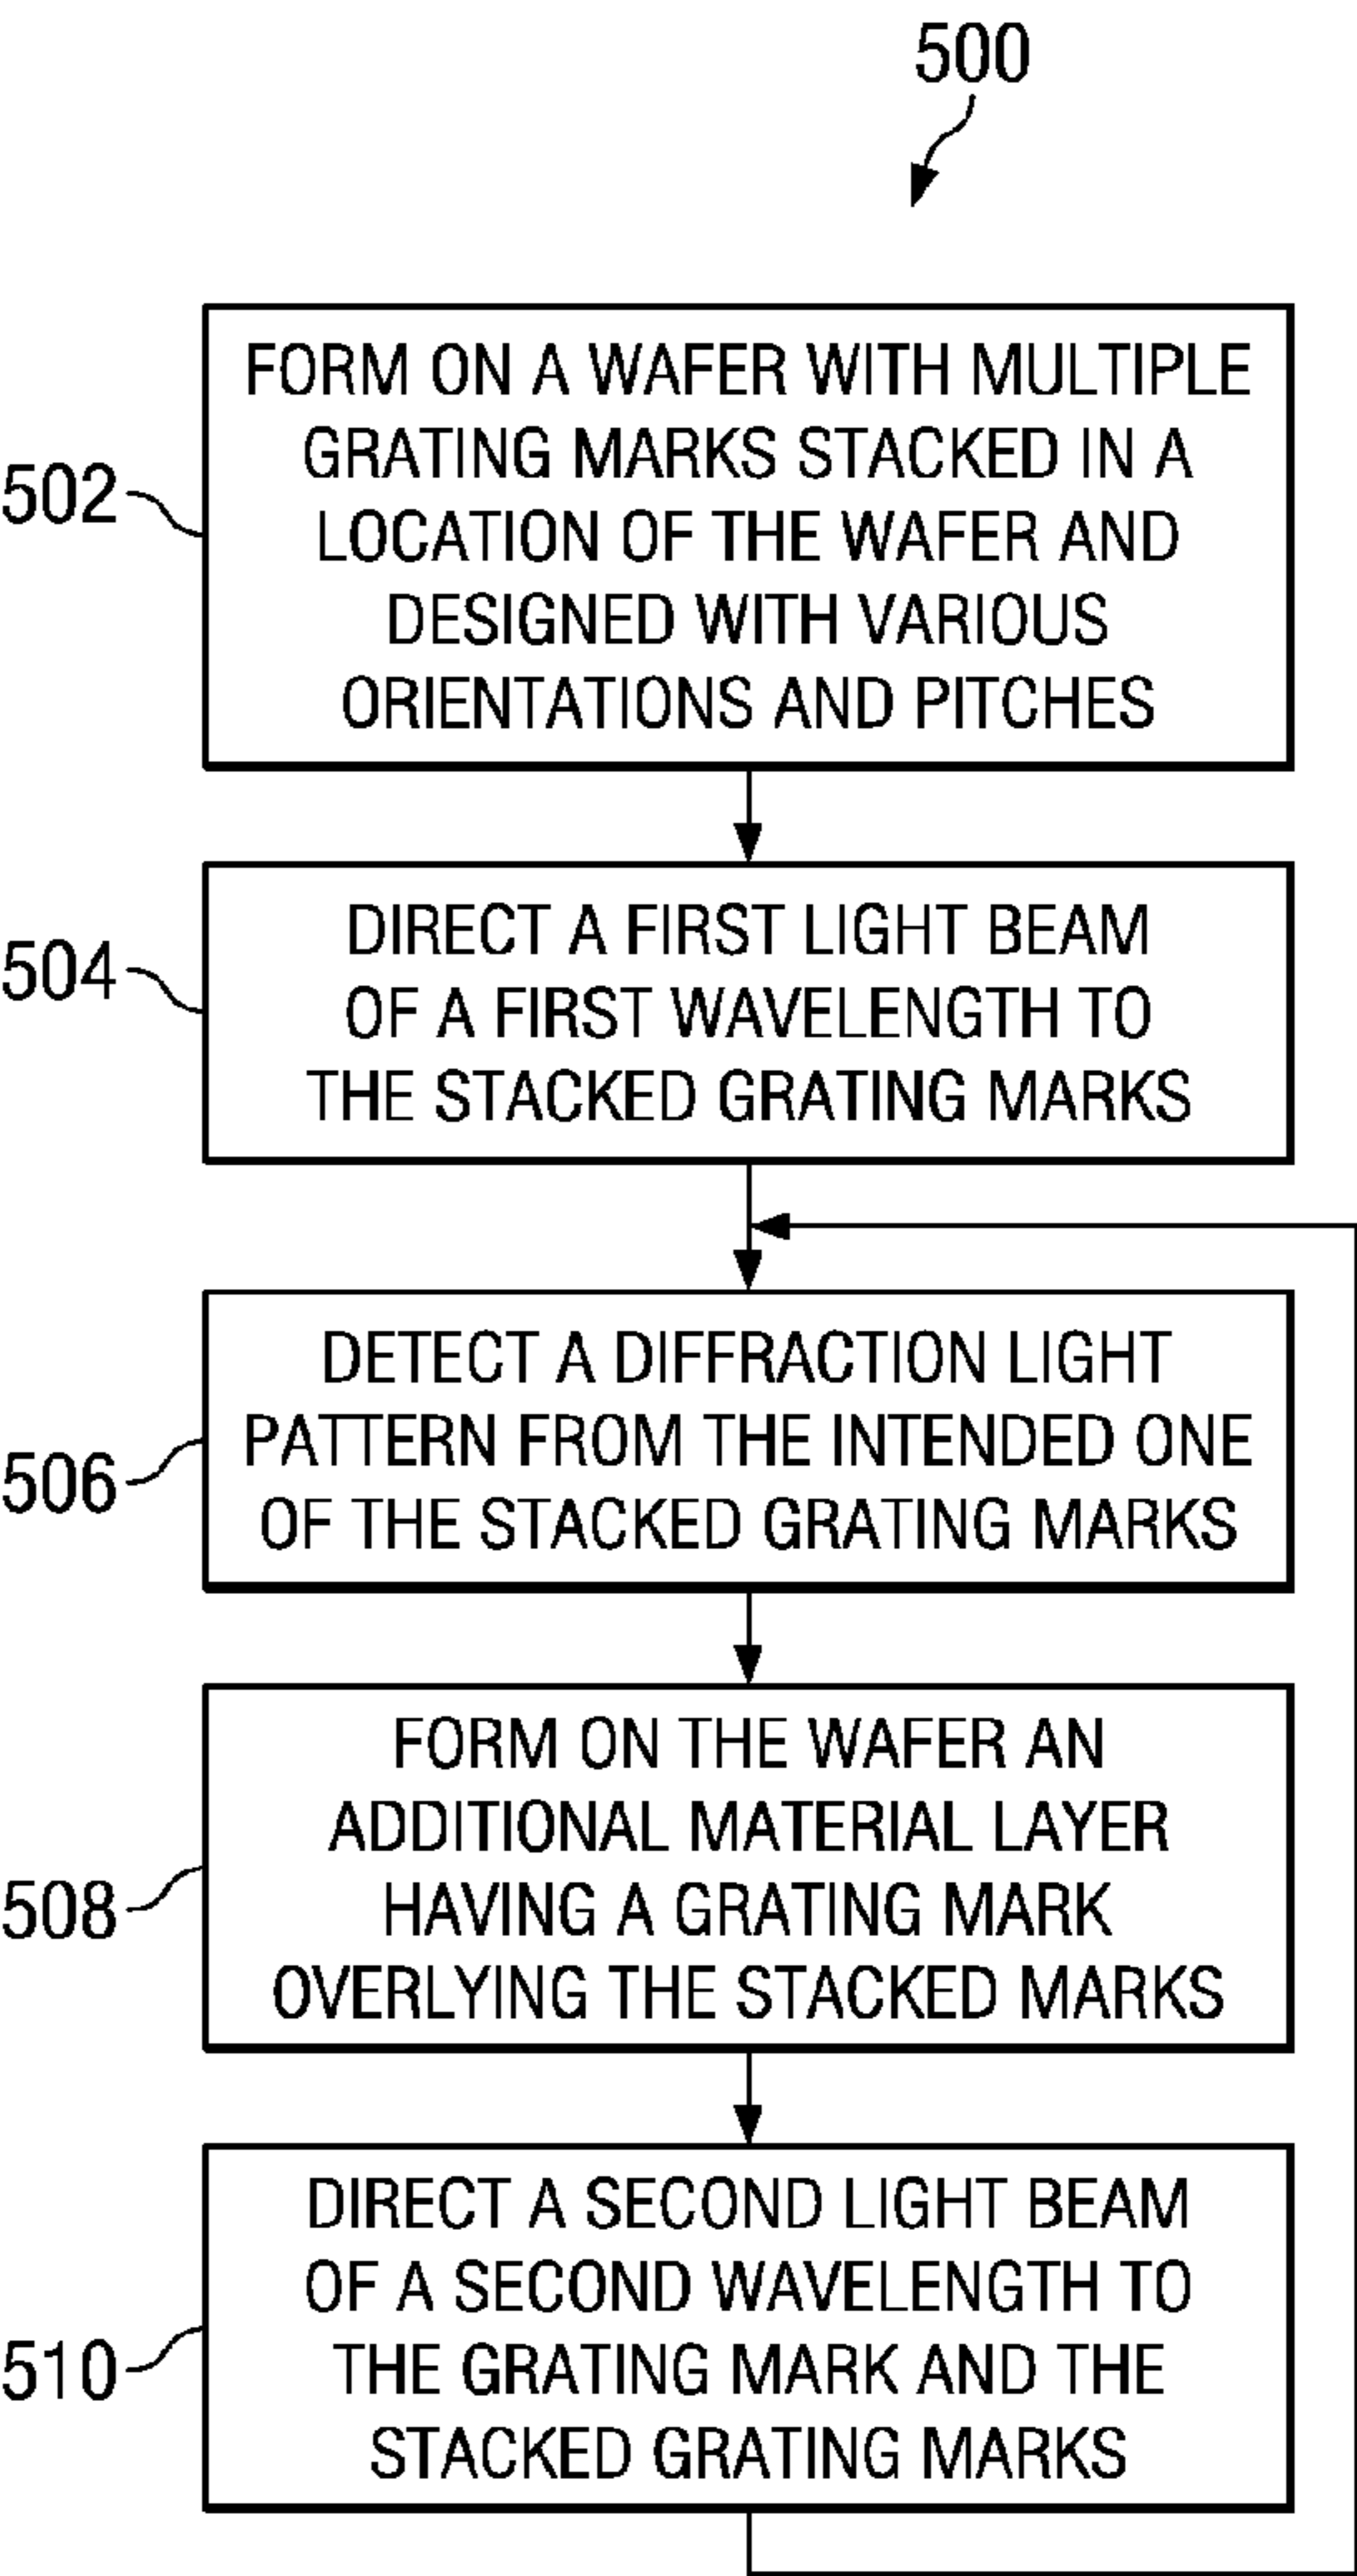 500
502
FORM ON A WAFER WITH MULTIPLE
GRATING MARKS STACKED IN A
LOCATION OF THE WAFER AND
DESIGNED WITH VARIOUS
ORIENTATIONS AND PITCHES
504
DIRECT A FIRST LIGHT BEAM
OF A FIRST WAVELENGTH TO
THE STACKED GRATING MARKS
506
DETECT A DIFFRACTION LIGHT
PATTERN FROM THE INTENDED ONE
OF THE STACKED GRATING MARKS
508
FORM ON THE WAFER AN
ADDITIONAL MATERIAL LAYER
HAVING A GRATING MARK
OVERLYING THE STACKED MARKS
510
DIRECT A SECOND LIGHT BEAM
OF A SECOND WAVELENGTH TO
THE GRATING MARK AND THE
STACKED GRATING MARKS